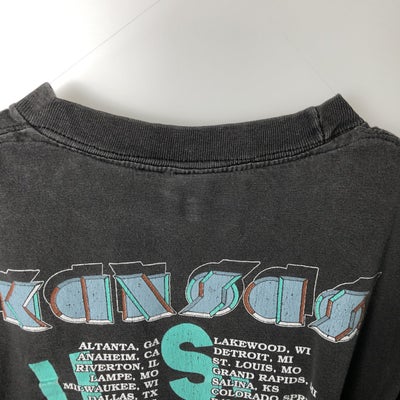 KANSAS
ALTANTA, GA
ANAHEIM, CA
RIVERTON, IL
LAMPE, MO
MILWAUKEE, WI
DALLAS, TX
S
LAKEWOOD, WI
DETROIT, MI
ST. LOUIS, MO
GRAND RAPIDS,
SALINA, KS
COLORADO